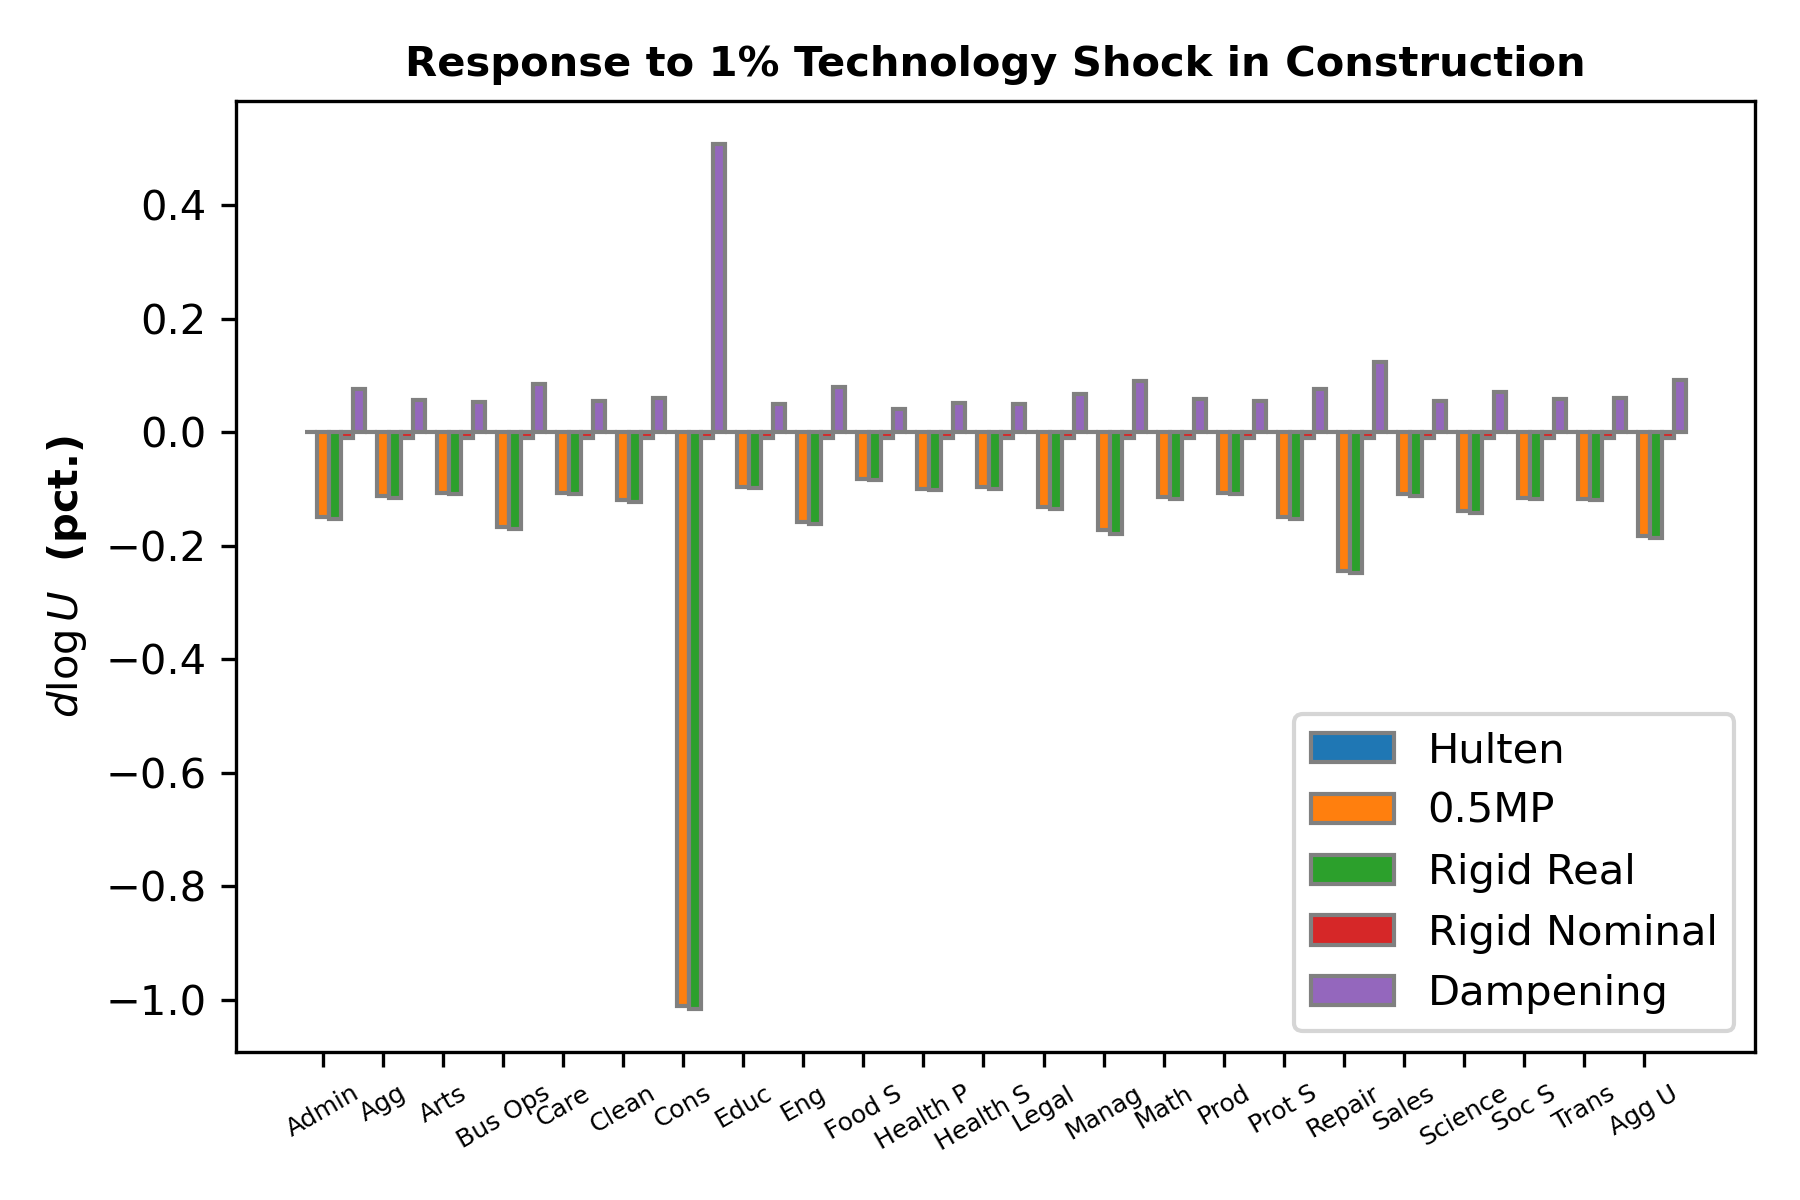 Response to 1% Technology Shock in Construction
dlog U (pct.)
0.4
0.2
0.0
−0.2
−0.4
−0.6
−0.8
−1.0
Hulten
0.5MP
Rigid Real
Rigid Nominal
Dampening
Admin
Agg
Arts
Bus Ops
Care
Clean
Cons
Educ
Eng
Food S
Health P
Health S
Legal
Manag
Math
Prod
Prot S
Repair
Sales
Science
Soc S
Trans
Agg U